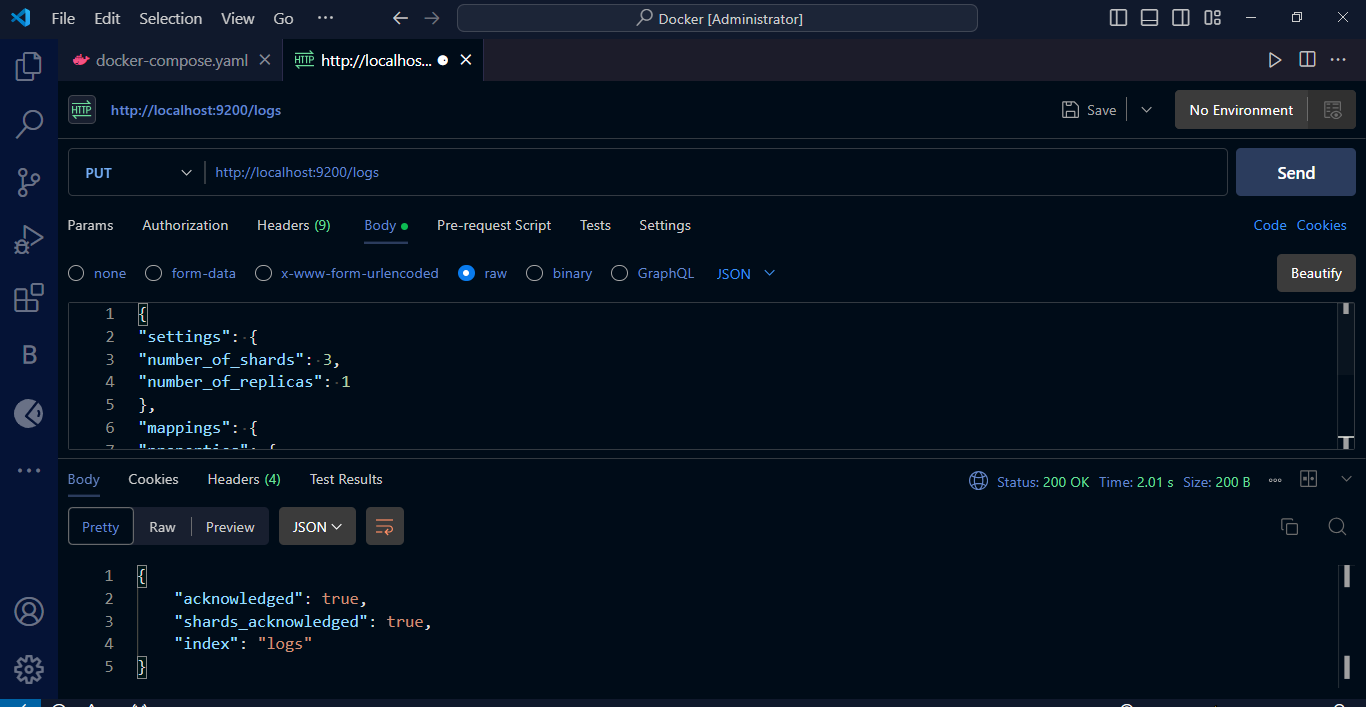 File Edit Selection View Go ··· Docker [Administrator]
docker-compose.yaml HTTP http://localhos...
HTTP http://localhost:9200/logs Save No Environment
PUT http://localhost:9200/logs Send
Params Authorization Headers (9) Body Pre-request Script Tests Settings Code Cookies
none form-data x-www-form-urlencoded raw binary GraphQL JSON Beautify
1 {
2 "settings": {
3 "number_of_shards": 3,
4 "number_of_replicas": 1
5 },
6 "mappings": {
7 "properties": {
B
Body Cookies Headers (4) Test Results Status: 200 OK Time: 2.01 s Size: 200 B
Pretty Raw Preview JSON
1 {
2 "acknowledged": true,
3 "shards_acknowledged": true,
4 "index": "logs"
5 }